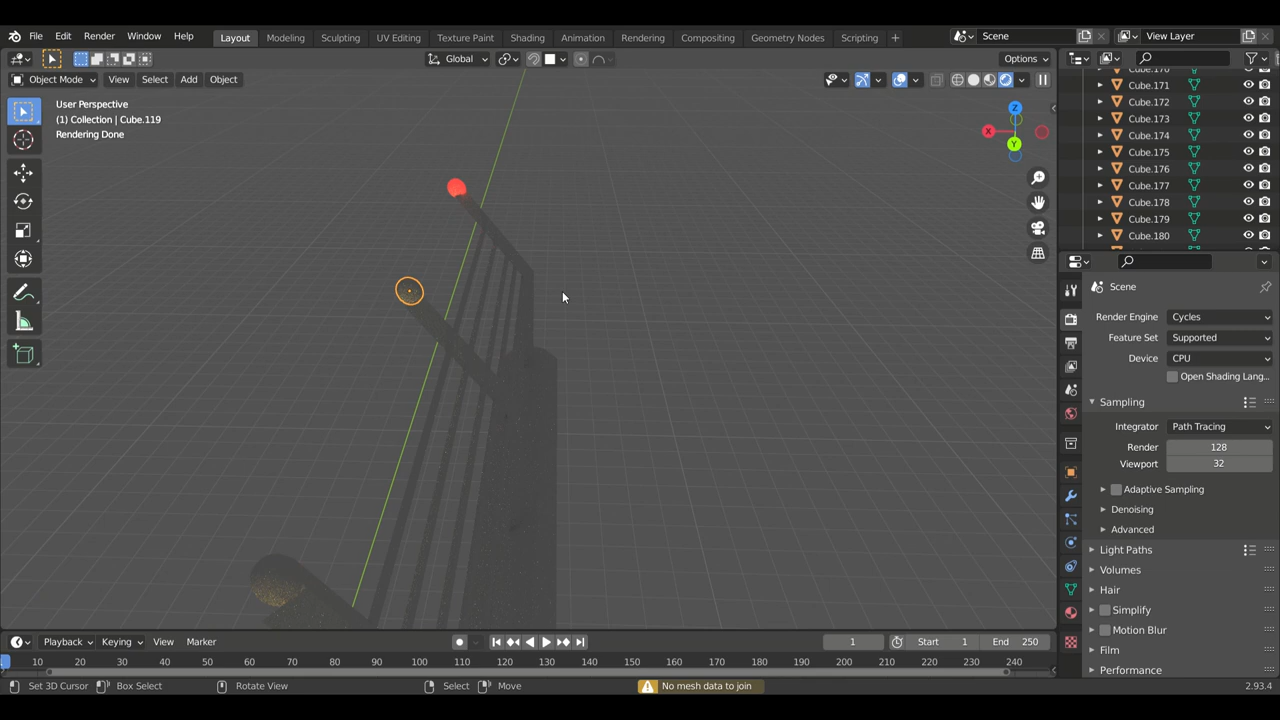 File Edit Render Window Help Layout Modeling Sculpting UV Editing Texture Paint Shading Animation Rendering Compositing Geometry Nodes Scripting + Scene View Layer
Global Options
Object Mode View Select Add Object
User Perspective
(1) Collection | Cube.119
Rendering Done
X Z Y
Cube.171
Cube.172
Cube.173
Cube.174
Cube.175
Cube.176
Cube.177
Cube.178
Cube.179
Cube.180
Scene
Render Engine Cycles
Feature Set Supported
Device CPU
Open Shading Lang...
Sampling
Integrator Path Tracing
Render 128
Viewport 32
Adaptive Sampling
Denoising
Advanced
Light Paths
Volumes
Hair
Simplify
Motion Blur
Film
Performance
Playback Keying View Marker 1 Start 1 End 250
10 20 30 40 50 60 70 80 90 100 110 120 130 140 150 160 170 180 190 200 210 220 230 240
Set 3D Cursor Box Select Rotate View Select Move No mesh data to join 2.93.4